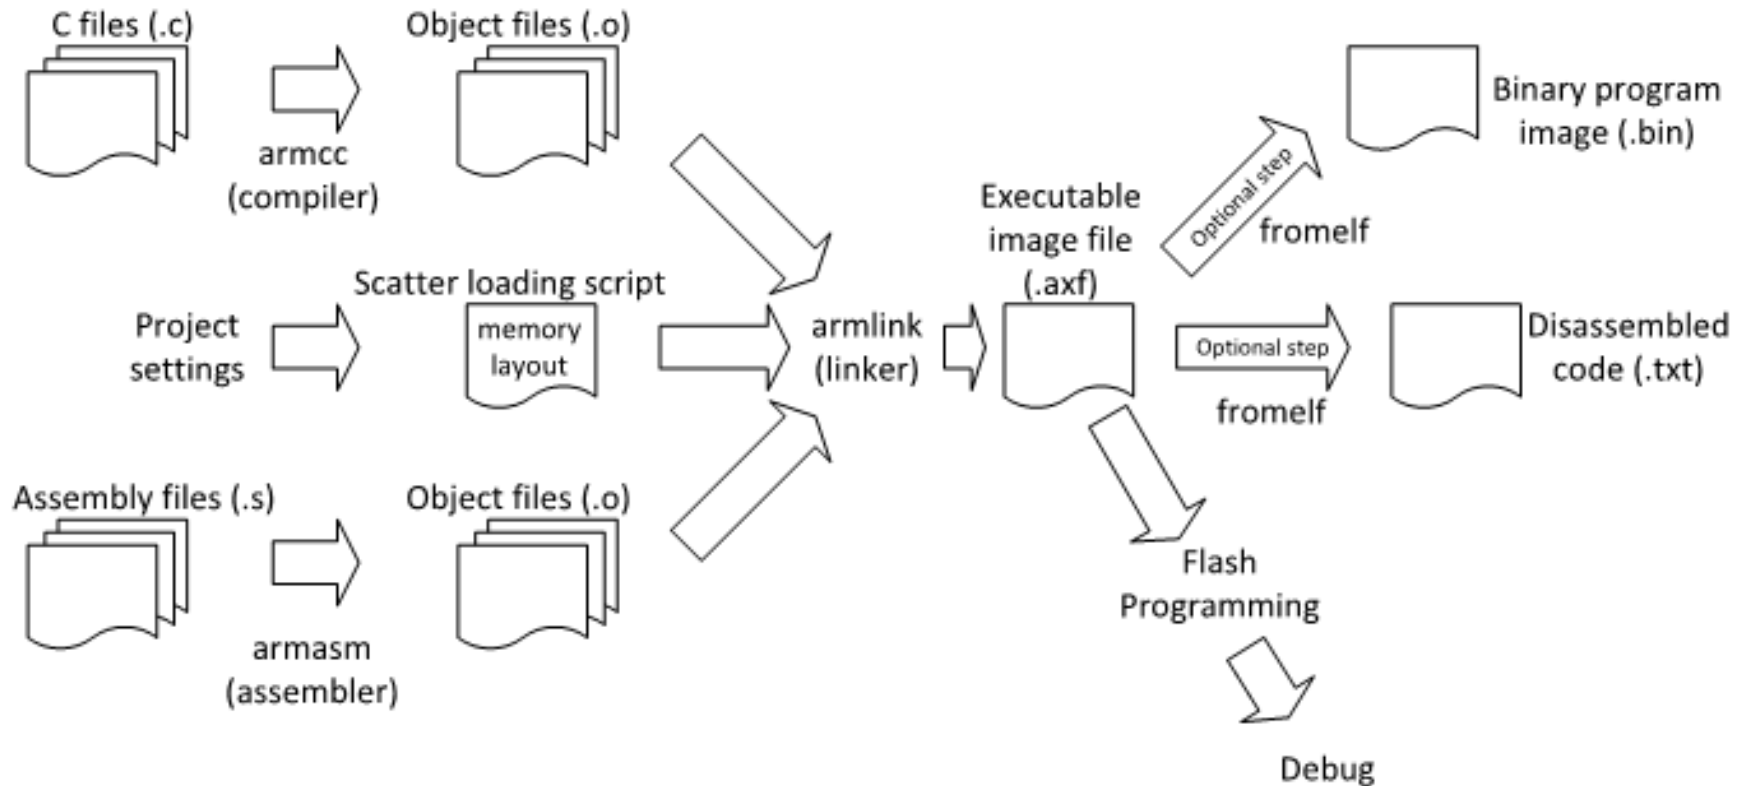 C files (.c)
Object files (.o)
armcc
(compiler)
Binary program
image (.bin)
Optional step
fromelf
Executable
image file
(.axf)
Scatter loading script
Project
settings
memory
layout
armlink
(linker)
Optional step
fromelf
Disassembled
code (.txt)
Assembly files (.s)
Object files (.o)
armasm
(assembler)
Flash
Programming
Debug